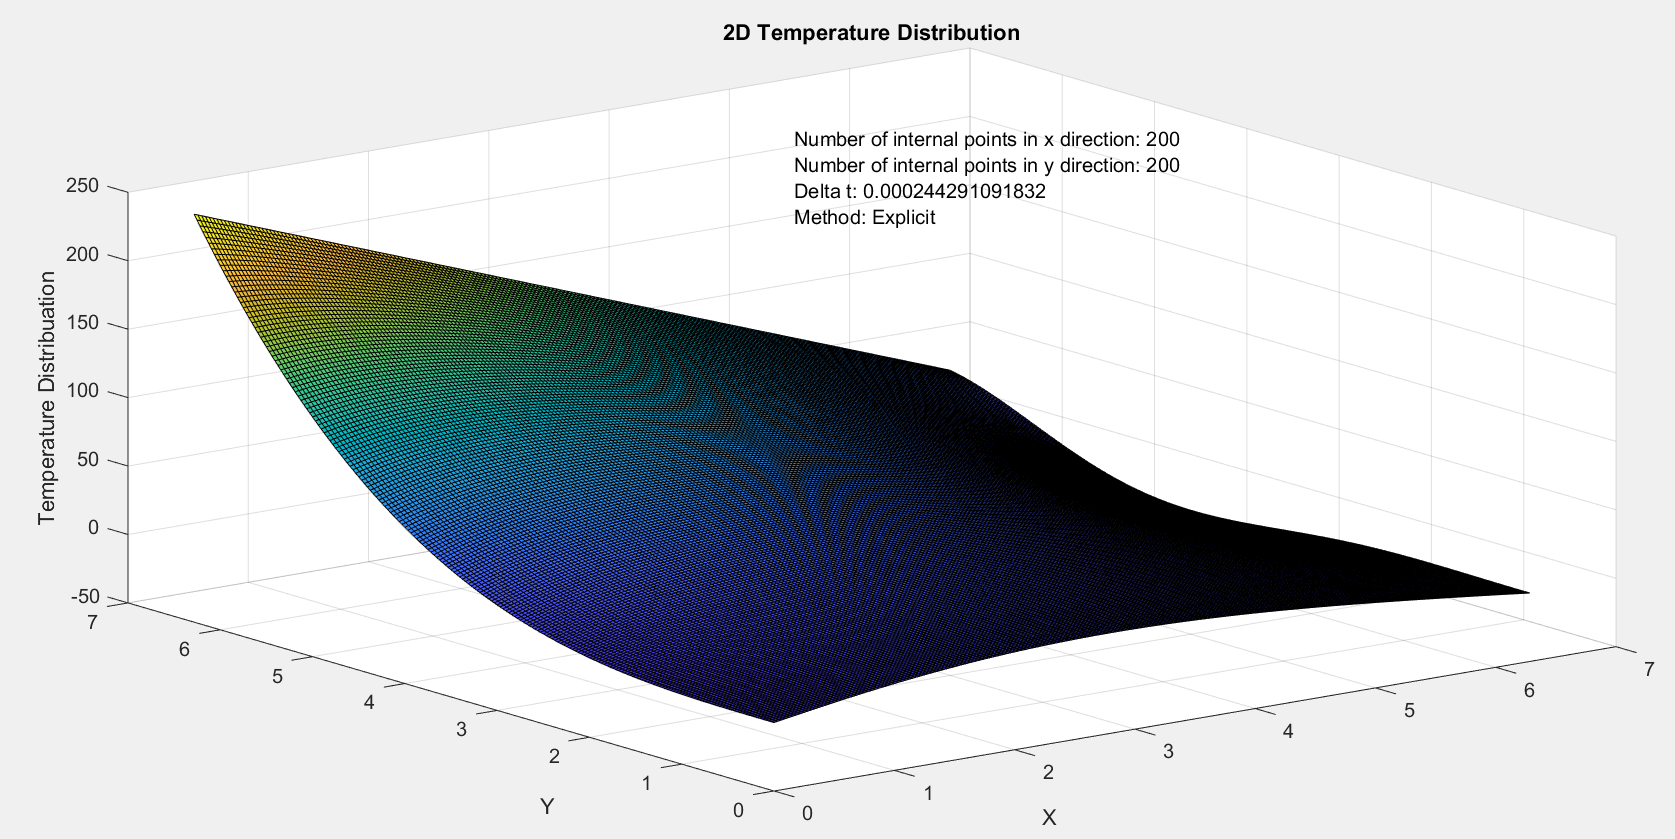 2D Temperature Distribution
Number of internal points in x direction: 200
Number of internal points in y direction: 200
Delta t: 0.000244291091832
Method: Explicit
250
200
150
100
50
0
-50
Temperature Distribuation
7
6
5
4
3
2
1
0
Y
0
1
2
3
4
5
6
7
X